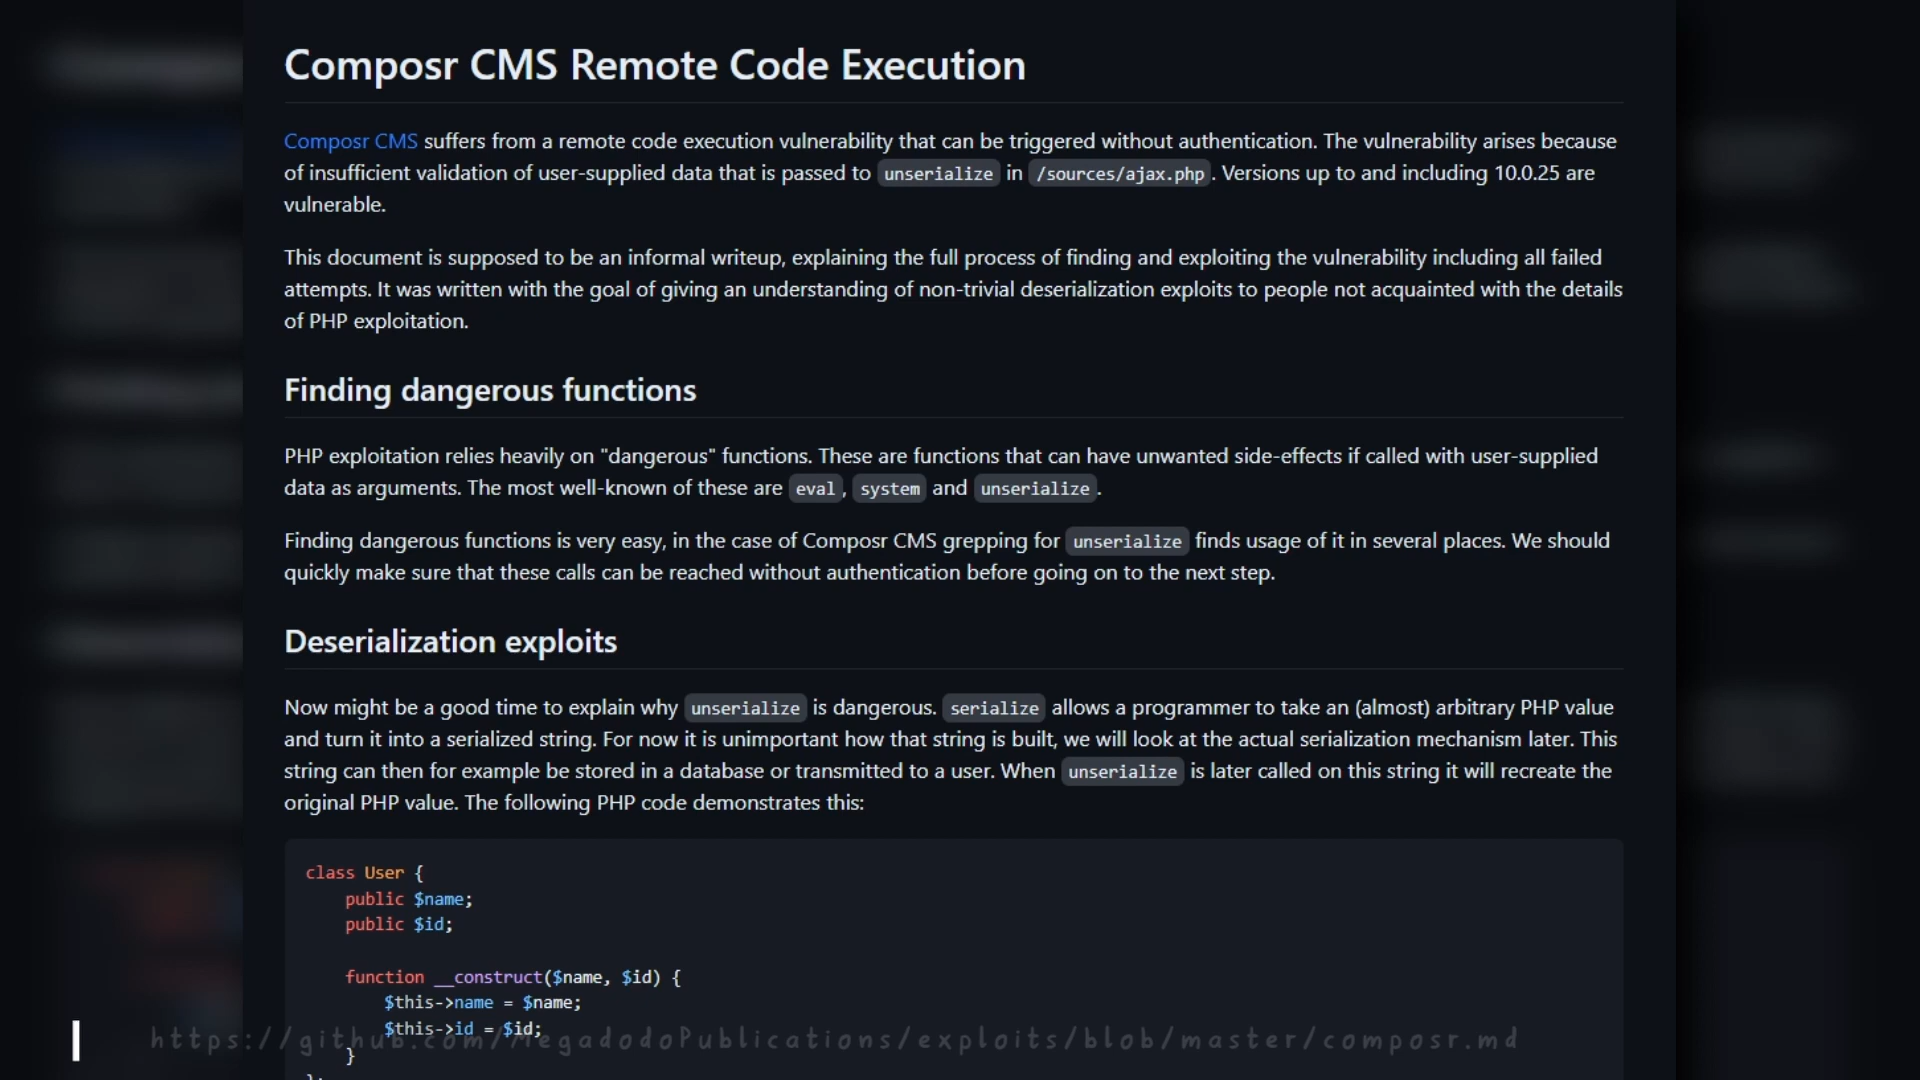 Composr CMS Remote Code Execution
Composr CMS suffers from a remote code execution vulnerability that can be triggered without authentication. The vulnerability arises because
of insufficient validation of user-supplied data that is passed to unserialize in /sources/ajax.php. Versions up to and including 10.0.25 are
vulnerable.
This document is supposed to be an informal writeup, explaining the full process of finding and exploiting the vulnerability including all failed
attempts. It was written with the goal of giving an understanding of non-trivial deserialization exploits to people not acquainted with the details
of PHP exploitation.
Finding dangerous functions
PHP exploitation relies heavily on "dangerous" functions. These are functions that can have unwanted side-effects if called with user-supplied
data as arguments. The most well-known of these are eval, system and unserialize.
Finding dangerous functions is very easy, in the case of Composr CMS grepping for unserialize finds usage of it in several places. We should
quickly make sure that these calls can be reached without authentication before going on to the next step.
Deserialization exploits
Now might be a good time to explain why unserialize is dangerous. serialize allows a programmer to take an (almost) arbitrary PHP value
and turn it into a serialized string. For now it is unimportant how that string is built, we will look at the actual serialization mechanism later. This
string can then for example be stored in a database or transmitted to a user. When unserialize is later called on this string it will recreate the
original PHP value. The following PHP code demonstrates this:
class User {
public $name;
public $id;
function __construct($name, $id) {
$this->name = $name;
$this->id = $id;
https://github.com/MegadodoPublications/exploits/blob/master/composr.md
}